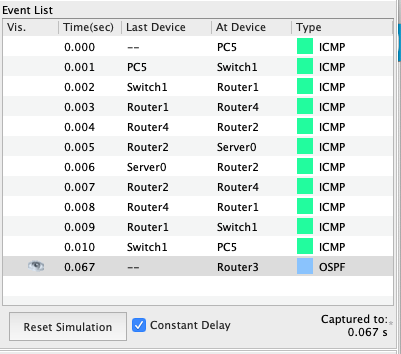 Event List
Vis. Time(sec) Last Device At Device Type
0.000 -- PC5 ICMP
0.001 PC5 Switch1 ICMP
0.002 Switch1 Router1 ICMP
0.003 Router1 Router4 ICMP
0.004 Router4 Router2 ICMP
0.005 Router2 Server0 ICMP
0.006 Server0 Router2 ICMP
0.007 Router2 Router4 ICMP
0.008 Router4 Router1 ICMP
0.009 Router1 Switch1 ICMP
0.010 Switch1 PC5 ICMP
0.067 -- Router3 OSPF
Reset Simulation Constant Delay Captured to:
0.067 s